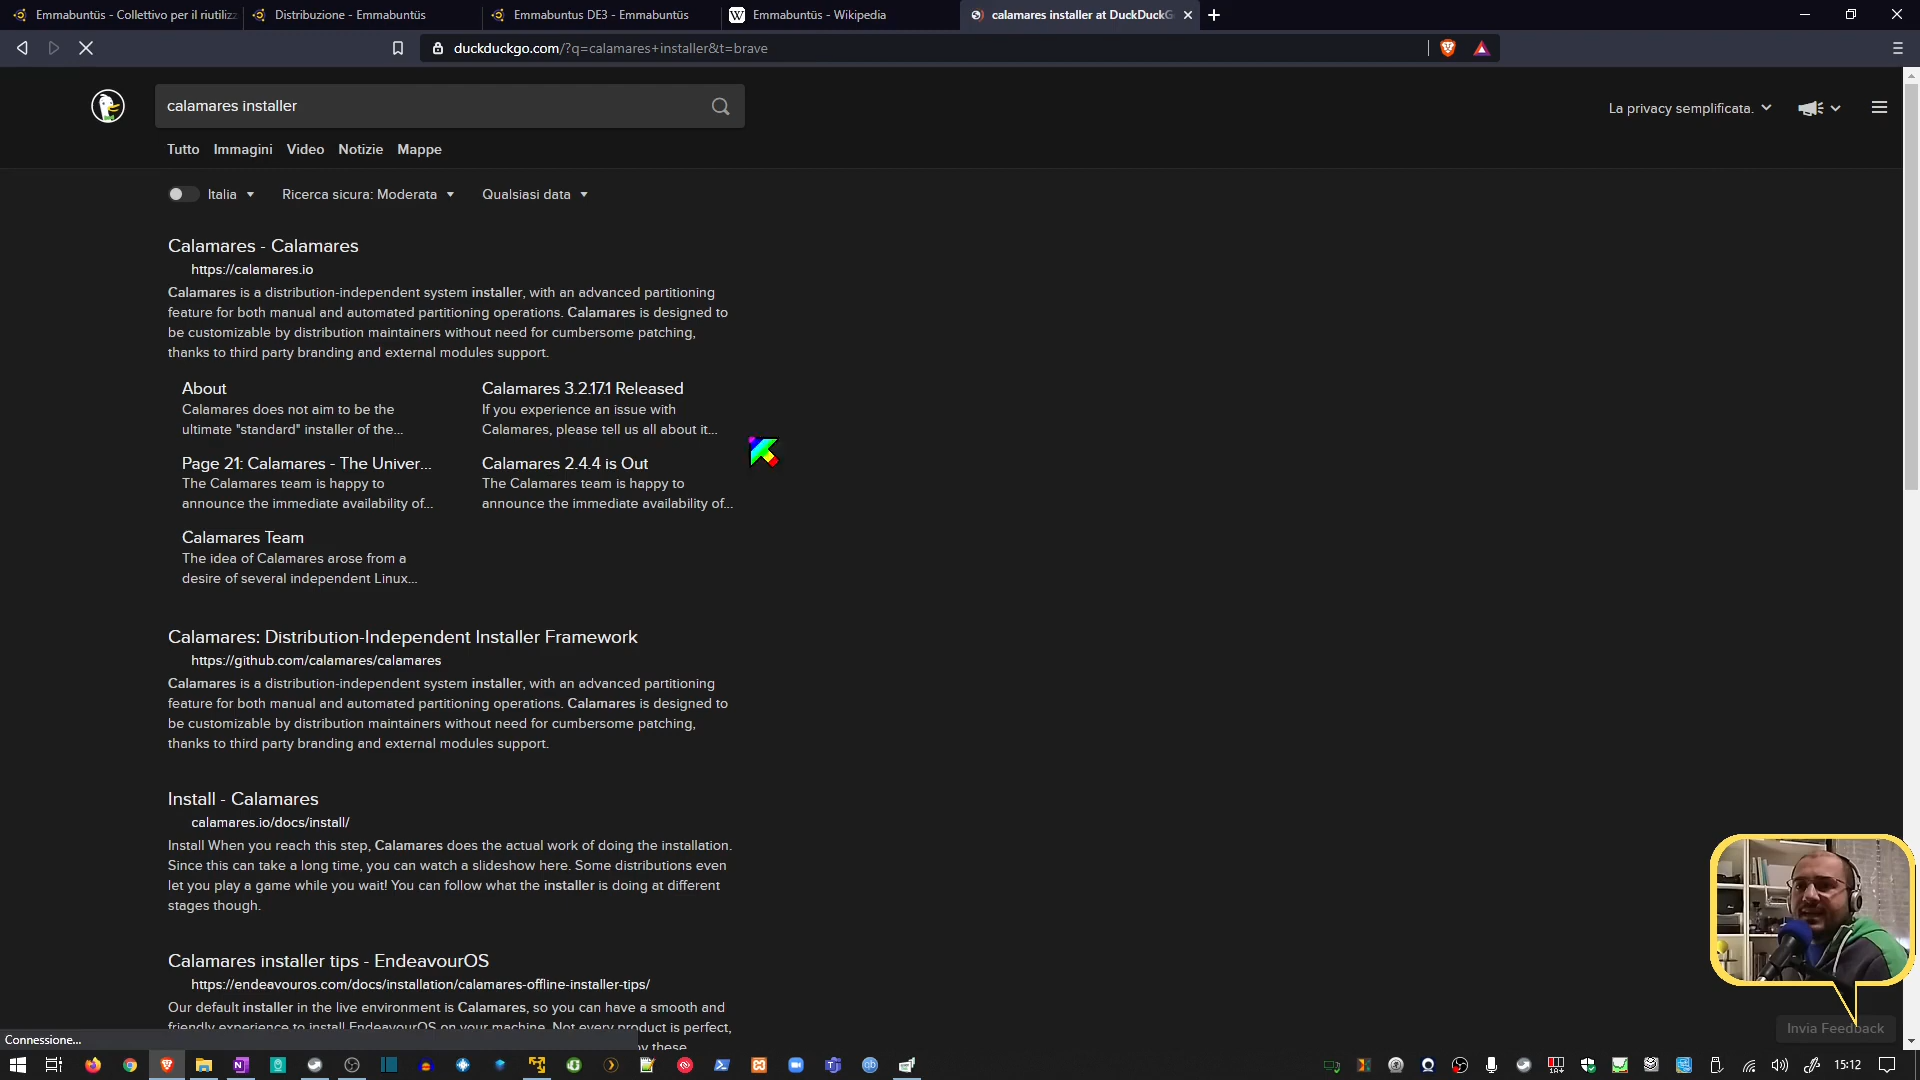 Emmabuntüs - Collettivo per il riutiliz
Distribuzione - Emmabuntüs
Emmabuntus DE3 - Emmabuntüs
Emmabuntüs - Wikipedia
calamares installer at DuckDuckG
duckduckgo.com/?q=calamares+installer&t=brave
calamares installer
La privacy semplificata.
Tutto Immagini Video Notizie Mappe
Italia Ricerca sicura: Moderata Qualsiasi data
Calamares - Calamares
https://calamares.io
Calamares is a distribution-independent system installer, with an advanced partitioning
feature for both manual and automated partitioning operations. Calamares is designed to
be customizable by distribution maintainers without need for cumbersome patching,
thanks to third party branding and external modules support.
About
Calamares does not aim to be the
ultimate "standard" installer of the...
Calamares 3.2.17.1 Released
If you experience an issue with
Calamares, please tell us all about it...
Page 21: Calamares - The Univer...
The Calamares team is happy to
announce the immediate availability of...
Calamares 2.4.4 is Out
The Calamares team is happy to
announce the immediate availability of...
Calamares Team
The idea of Calamares arose from a
desire of several independent Linux...
Calamares: Distribution-Independent Installer Framework
https://github.com/calamares/calamares
Calamares is a distribution-independent system installer, with an advanced partitioning
feature for both manual and automated partitioning operations. Calamares is designed to
be customizable by distribution maintainers without need for cumbersome patching,
thanks to third party branding and external modules support.
Install - Calamares
calamares.io/docs/install/
Install When you reach this step, Calamares does the actual work of doing the installation.
Since this can take a long time, you can watch a slideshow here. Some distributions even
let you play a game while you wait! You can follow what the installer is doing at different
stages though.
Calamares installer tips - EndeavourOS
https://endeavouros.com/docs/installation/calamares-offline-installer-tips/
Our default installer in the live environment is Calamares, so you can have a smooth and
friendly experience to install EndeavourOS on your machine. Not every product is perfect,
by these
Invia Feedback
Connessione...
15:12